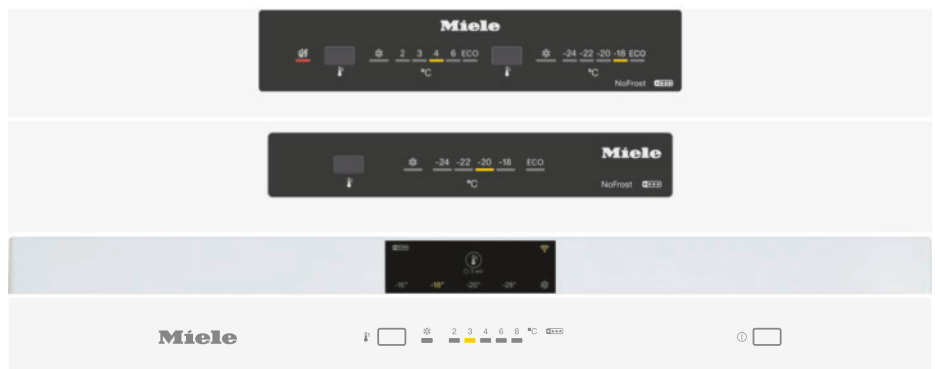 Miele
2 3 4 6 ECO -24 -22 -20 -18 ECO
°C °C
NoFrost
Miele
-24 -22 -20 -18 ECO
°C
NoFrost
-16° -18° -20° -26°
Miele 2 3 4 6 8 °C